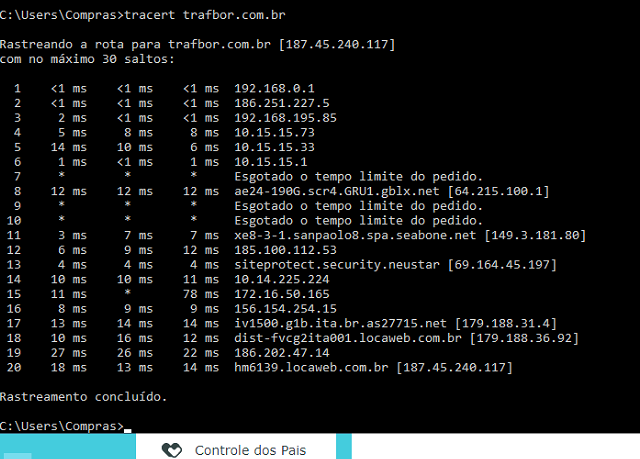 C:\Users\Compras>tracert trafbor.com.br
Rastreando a rota para trafbor.com.br [187.45.240.117]
com no máximo 30 saltos:
1 <1 ms <1 ms <1 ms 192.168.0.1
2 <1 ms <1 ms <1 ms 186.251.227.5
3 2 ms <1 ms <1 ms 192.168.195.85
4 5 ms 8 ms 8 ms 10.15.15.73
5 14 ms 10 ms 6 ms 10.15.15.33
6 1 ms <1 ms 1 ms 10.15.15.1
7 * * * Esgotado o tempo limite do pedido.
8 12 ms 12 ms 12 ms ae24-190G.scr4.GRU1.gblx.net [64.215.100.1]
9 * * * Esgotado o tempo limite do pedido.
10 * * * Esgotado o tempo limite do pedido.
11 3 ms 7 ms 7 ms xe8-3-1.sanpaolo8.spa.seabone.net [149.3.181.80]
12 6 ms 9 ms 12 ms 185.100.112.53
13 4 ms 4 ms 4 ms siteprotect.security.neustar [69.164.45.197]
14 10 ms 10 ms 11 ms 10.14.225.224
15 11 ms * 78 ms 172.16.50.165
16 8 ms 9 ms 9 ms 156.154.254.15
17 13 ms 14 ms 14 ms iv1500.g1b.ita.br.as27715.net [179.188.31.4]
18 10 ms 16 ms 12 ms dist-fvcg2ita001.locaweb.com.br [179.188.36.92]
19 27 ms 26 ms 22 ms 186.202.47.14
20 18 ms 13 ms 14 ms hm6139.locaweb.com.br [187.45.240.117]
Rastreamento concluído.
C:\Users\Compras>_
Controle dos Pais